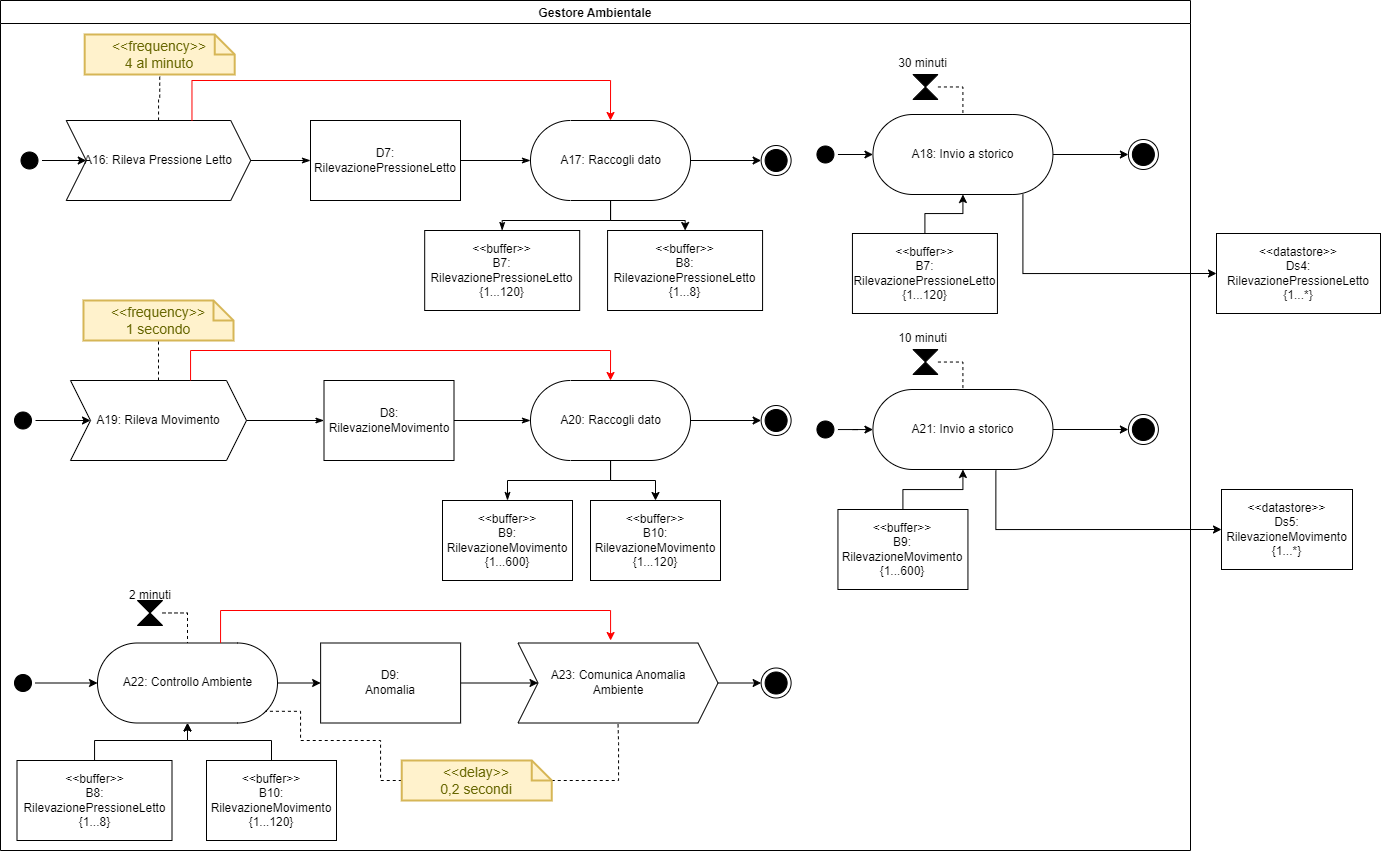 Gestore Ambientale
<<frequency>>
4 al minuto
A16: Rileva Pressione Letto
D7:
RilevazionePressioneLetto
A17: Raccogli dato
<<buffer>>
B7:
RilevazionePressioneLetto
{1...120}
<<buffer>>
B8:
RilevazionePressioneLetto
{1...8}
30 minuti
A18: Invio a storico
<<buffer>>
B7:
RilevazionePressioneLetto
{1...120}
<<datastore>>
Ds4:
RilevazionePressioneLetto
{1...*}
<<frequency>>
1 secondo
A19: Rileva Movimento
D8:
RilevazioneMovimento
A20: Raccogli dato
<<buffer>>
B9:
RilevazioneMovimento
{1...600}
<<buffer>>
B10:
RilevazioneMovimento
{1...120}
10 minuti
A21: Invio a storico
<<buffer>>
B9:
RilevazioneMovimento
{1...600}
<<datastore>>
Ds5:
RilevazioneMovimento
{1...*}
2 minuti
A22: Controllo Ambiente
D9:
Anomalia
A23: Comunica Anomalia
Ambiente
<<buffer>>
B8:
RilevazionePressioneLetto
{1...8}
<<buffer>>
B10:
RilevazioneMovimento
{1...120}
<<delay>>
0,2 secondi